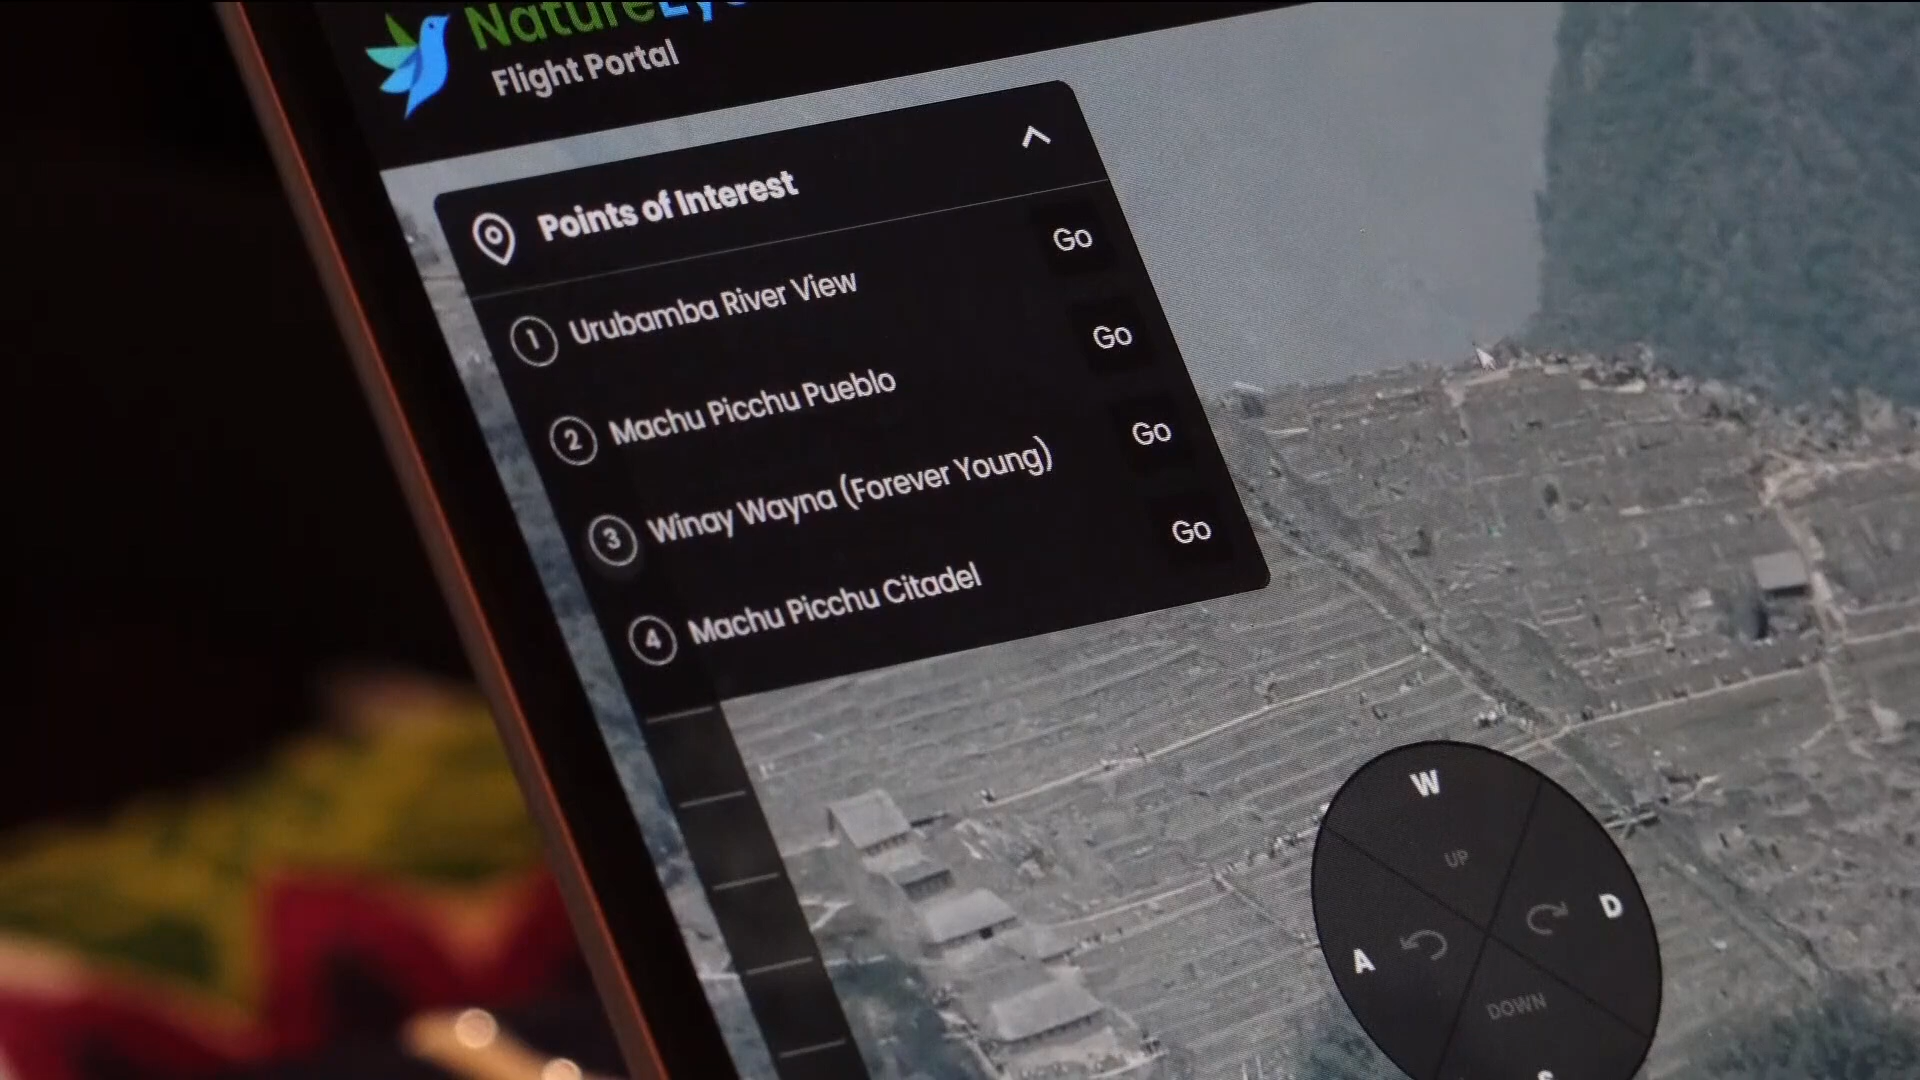 NatureEye
Flight Portal
Points of Interest
1 Urubamba River View Go
2 Machu Picchu Pueblo Go
3 Winay Wayna (Forever Young) Go
4 Machu Picchu Citadel Go
W
UP
A D
DOWN
S